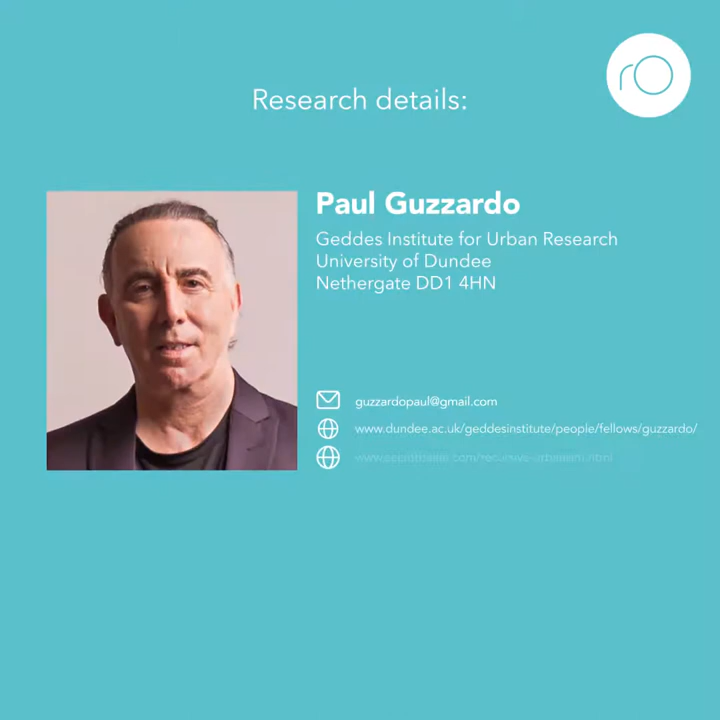 rO
Research details:
Paul Guzzardo
Geddes Institute for Urban Research
University of Dundee
Nethergate DD1 4HN
guzzardopaul@gmail.com
www.dundee.ac.uk/geddesinstitute/people/fellows/guzzardo/